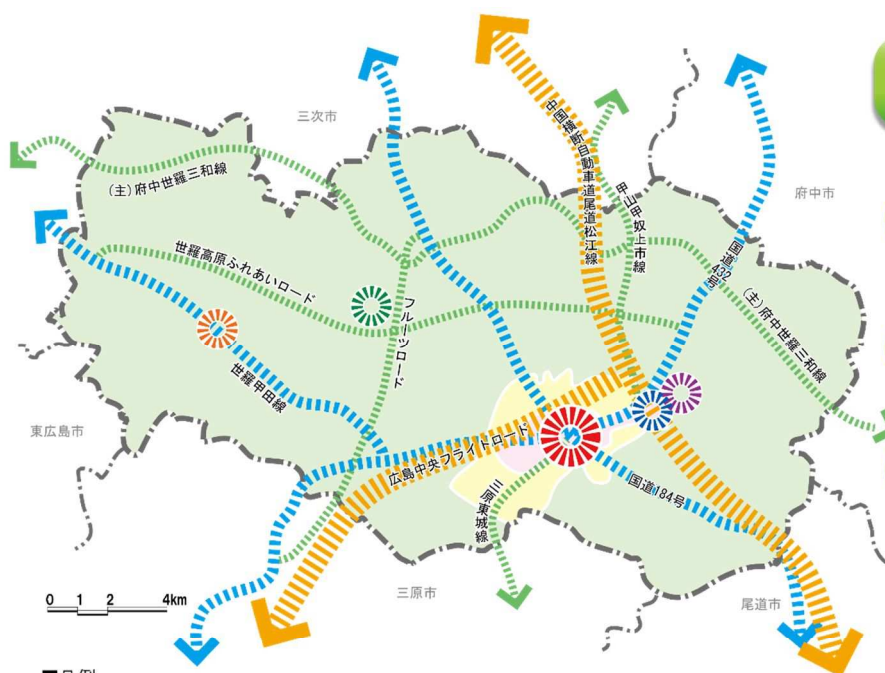 三次市
中国横断自動車道尾道松江線
甲山甲奴上市線
府中市
(主)府中世羅三和線
国道432号
世羅高原ふれあいロード
フルーツロード
(主)府中世羅三和線
世羅甲田線
東広島市
広島中央フライトロード
国道184号
三原東城線
三原市
尾道市
0 1 2 4km